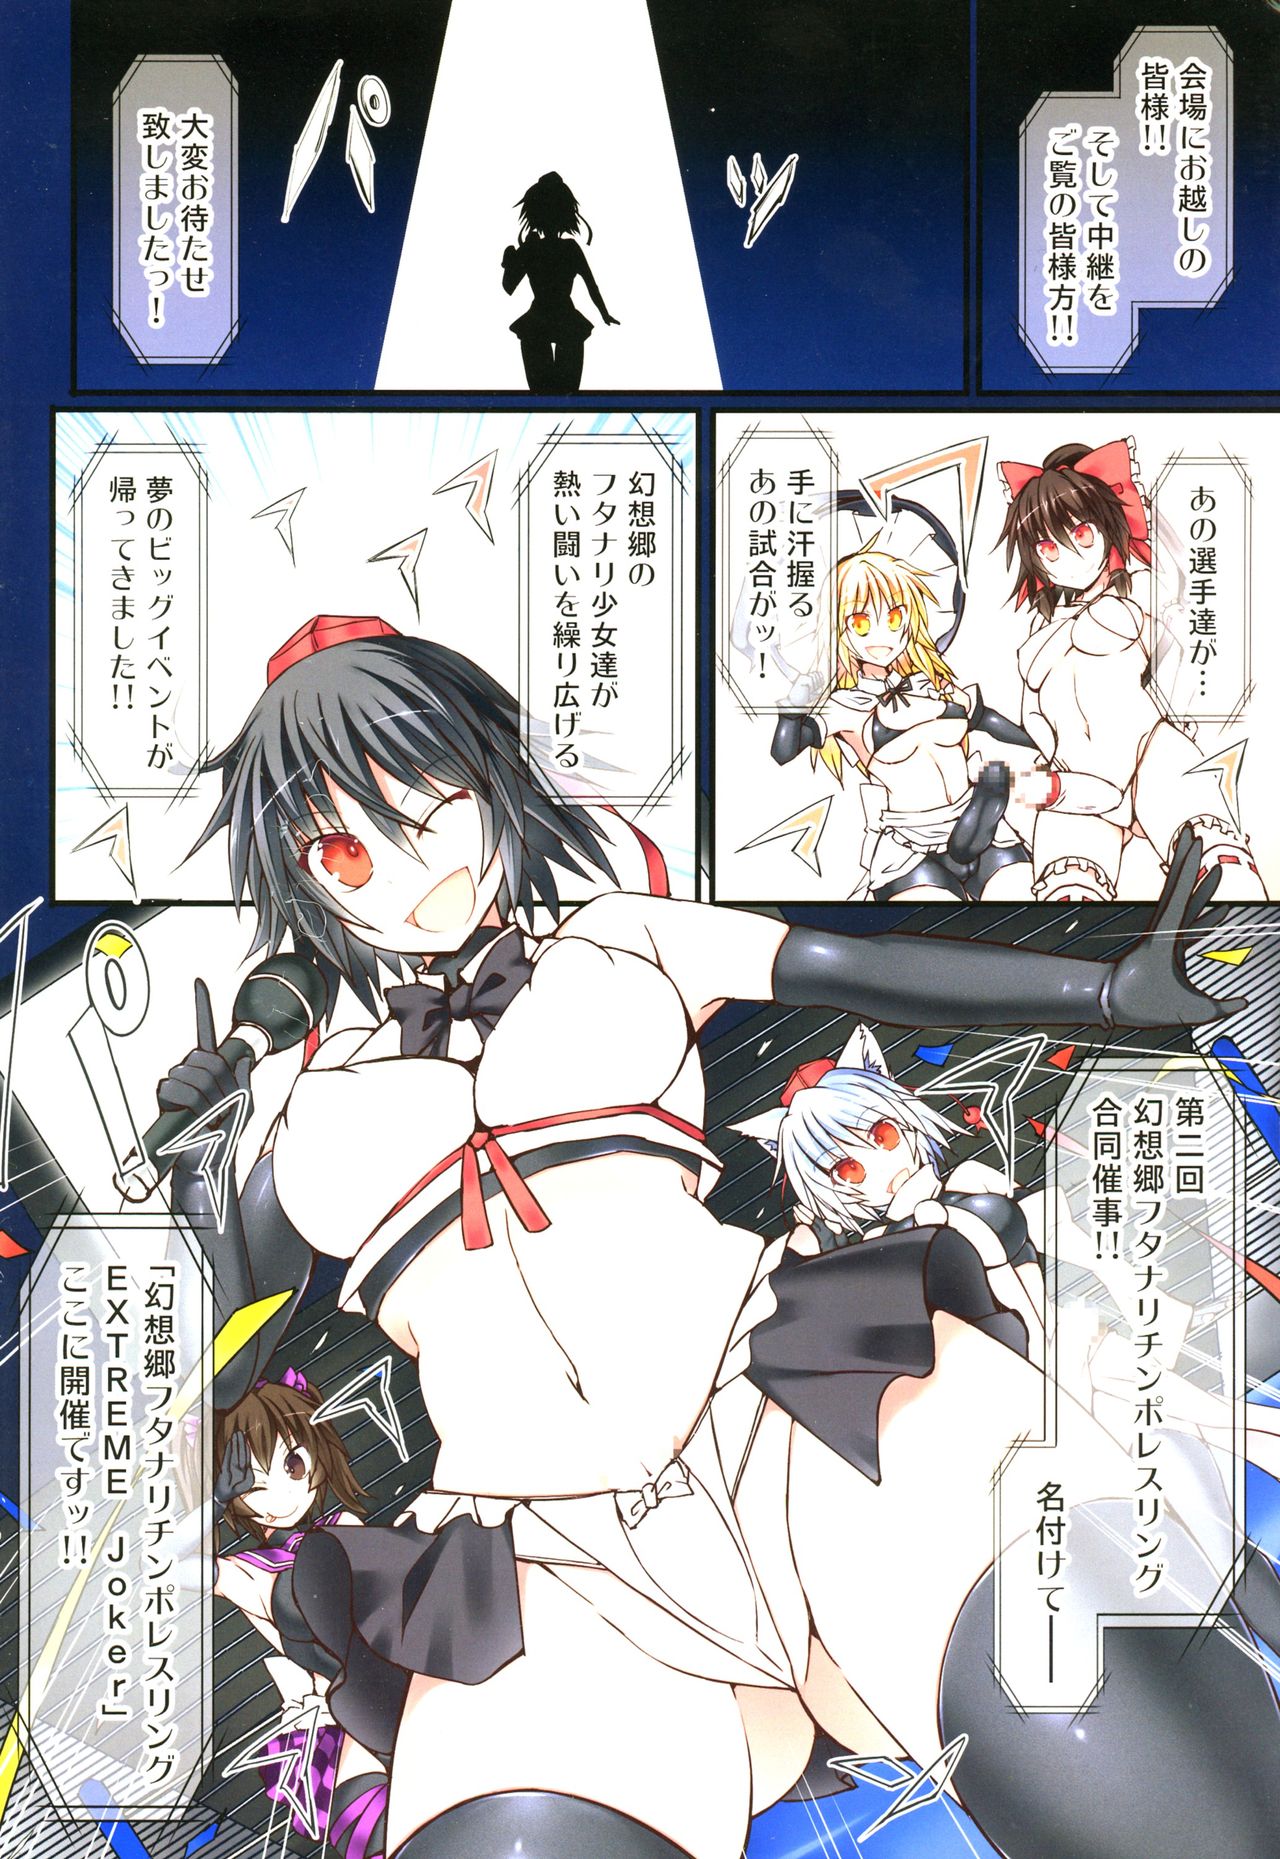 会場にお越しの
皆様!!
そして中継を
ご覧の皆様方!!
ッ
パ
大変お待たせ
致しましたっ!
あの選手達が…
手に汗握る
あの試合がッ!
幻想郷の
フタナリ少女達が
熱い闘いを繰り広げる
夢のビッグイベントが
帰ってきました!!
第二回
幻想郷フタナリチンポレスリング
合同催事!!
名付けて――
「幻想郷フタナリチンポレスリング
EXTREME Joker」
ここに開催ですッ!!